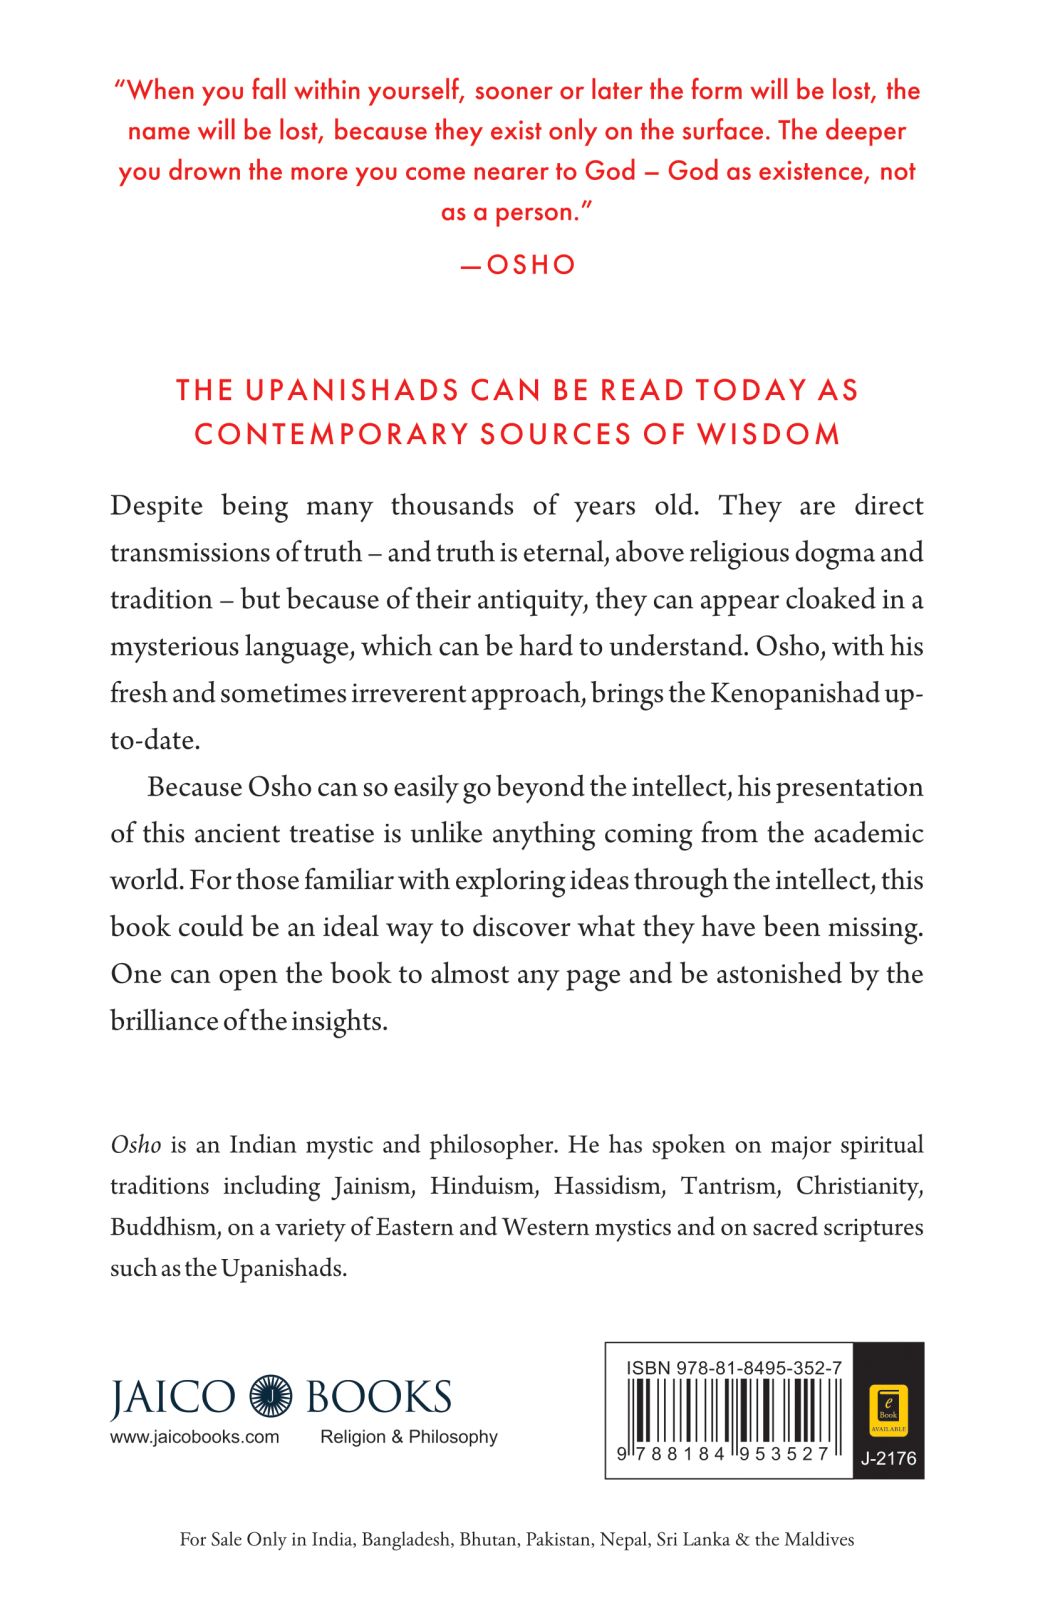 “When you fall within yourself, sooner or later the form will be lost, the
name will be lost, because they exist only on the surface. The deeper
you drown the more you come nearer to God – God as existence, not
as a person.”
—OSHO
THE UPANISHADS CAN BE READ TODAY AS
CONTEMPORARY SOURCES OF WISDOM
Despite being many thousands of years old. They are direct
transmissions of truth – and truth is eternal, above religious dogma and
tradition – but because of their antiquity, they can appear cloaked in a
mysterious language, which can be hard to understand. Osho, with his
fresh and sometimes irreverent approach, brings the Kenopanishad up-
to-date.
Because Osho can so easily go beyond the intellect, his presentation
of this ancient treatise is unlike anything coming from the academic
world. For those familiar with exploring ideas through the intellect, this
book could be an ideal way to discover what they have been missing.
One can open the book to almost any page and be astonished by the
brilliance of the insights.
Osho is an Indian mystic and philosopher. He has spoken on major spiritual
traditions including Jainism, Hinduism, Hassidism, Tantrism, Christianity,
Buddhism, on a variety of Eastern and Western mystics and on sacred scriptures
such as the Upanishads.
JAICO J BOOKS
www.jaicobooks.com Religion & Philosophy
ISBN 978-81-8495-352-7
9 788184 953527
e
Book
AVAILABLE
J-2176
For Sale Only in India, Bangladesh, Bhutan, Pakistan, Nepal, Sri Lanka & the Maldives